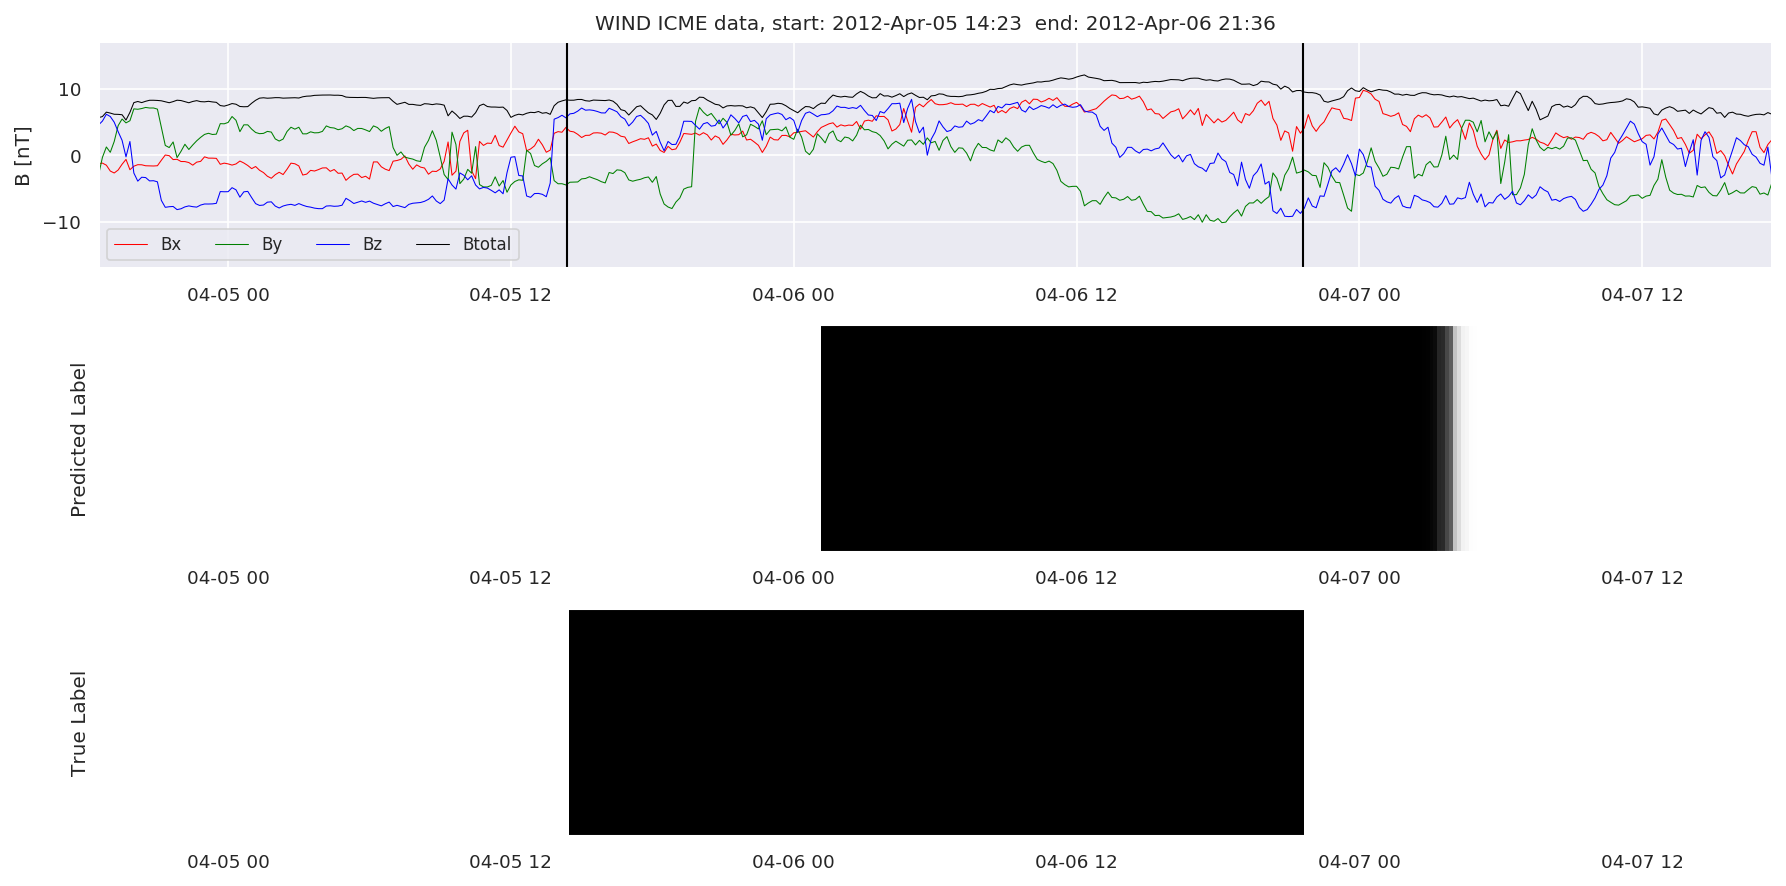 WIND ICME data, start: 2012-Apr-05 14:23  end: 2012-Apr-06 21:36
B [nT]
10
0
−10
Bx By Bz Btotal
04-05 00 04-05 12 04-06 00 04-06 12 04-07 00 04-07 12
Predicted Label
04-05 00 04-05 12 04-06 00 04-06 12 04-07 00 04-07 12
True Label
04-05 00 04-05 12 04-06 00 04-06 12 04-07 00 04-07 12